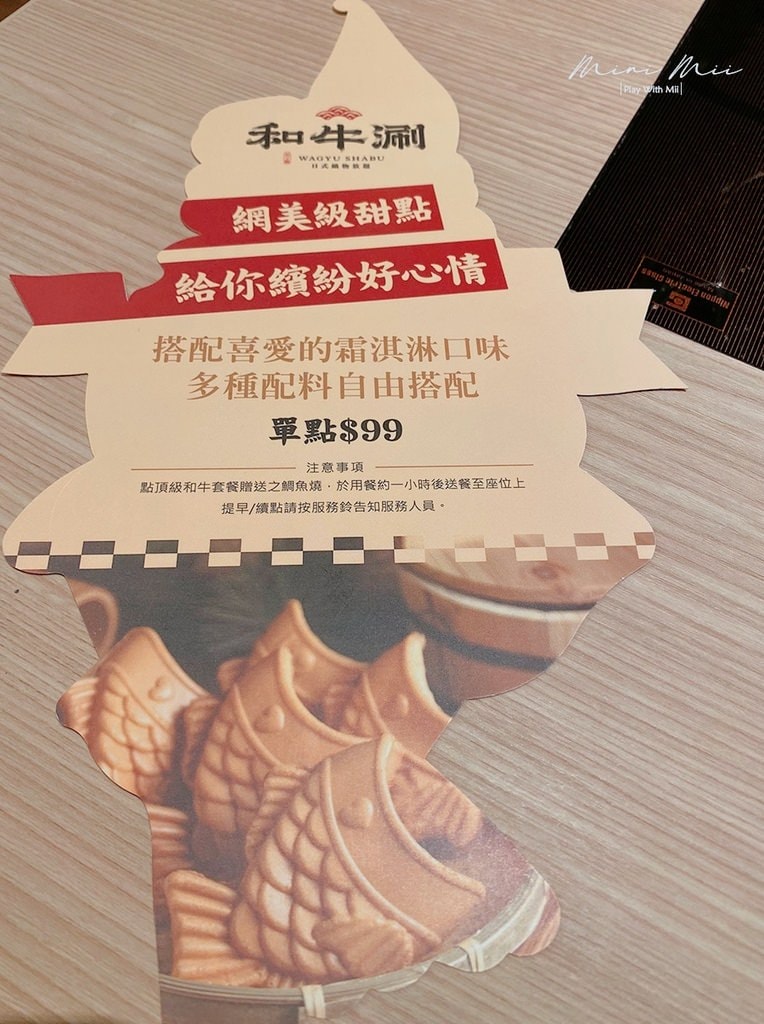 Mini Mii
|Play With Mii|
和牛涮
WAGYU SHABU
日式鍋物放題
網美級甜點
給你繽紛好心情
搭配喜愛的霜淇淋口味
多種配料自由搭配
單點$99
注意事項
點頂級和牛套餐贈送之鯛魚燒，於用餐約一小時後送餐至座位上
提早/續點請按服務鈴告知服務人員。
Nippon Electric Glass